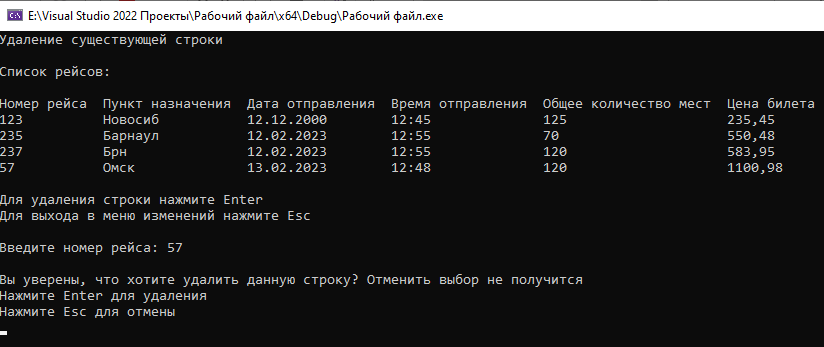 E:\Visual Studio 2022 Проекты\Рабочий файл\x64\Debug\Рабочий файл.exe
Удаление существующей строки
Список рейсов:
Номер рейса Пункт назначения Дата отправления Время отправления Общее количество мест Цена билета
123 Новосиб 12.12.2000 12:45 125 235,45
235 Барнаул 12.02.2023 12:55 70 550,48
237 Брн 12.02.2023 12:55 120 583,95
57 Омск 13.02.2023 12:48 120 1100,98
Для удаления строки нажмите Enter
Для выхода в меню изменений нажмите Esc
Введите номер рейса: 57
Вы уверены, что хотите удалить данную строку? Отменить выбор не получится
Нажмите Enter для удаления
Нажмите Esc для отмены